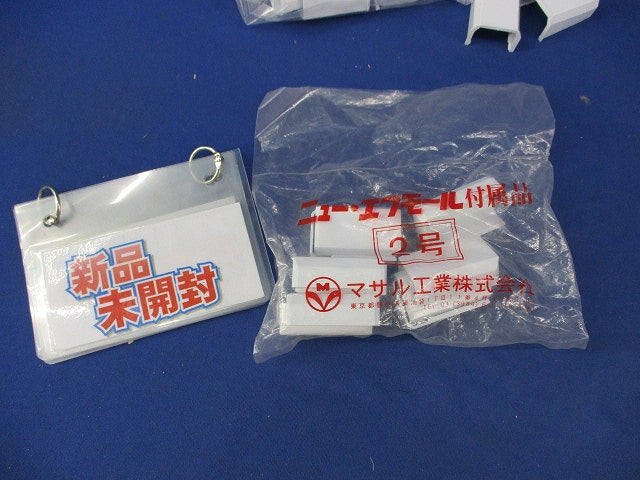 新品
未開封
ニュー・エフモール付属品
2号
M
マサル工業株式会社